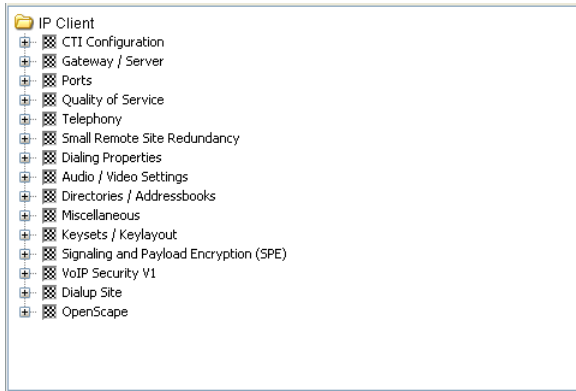 IP Client
CTI Configuration
Gateway / Server
Ports
Quality of Service
Telephony
Small Remote Site Redundancy
Dialing Properties
Audio / Video Settings
Directories / Addressbooks
Miscellaneous
Keysets / Keylayout
Signaling and Payload Encryption (SPE)
VoIP Security V1
Dialup Site
OpenScape